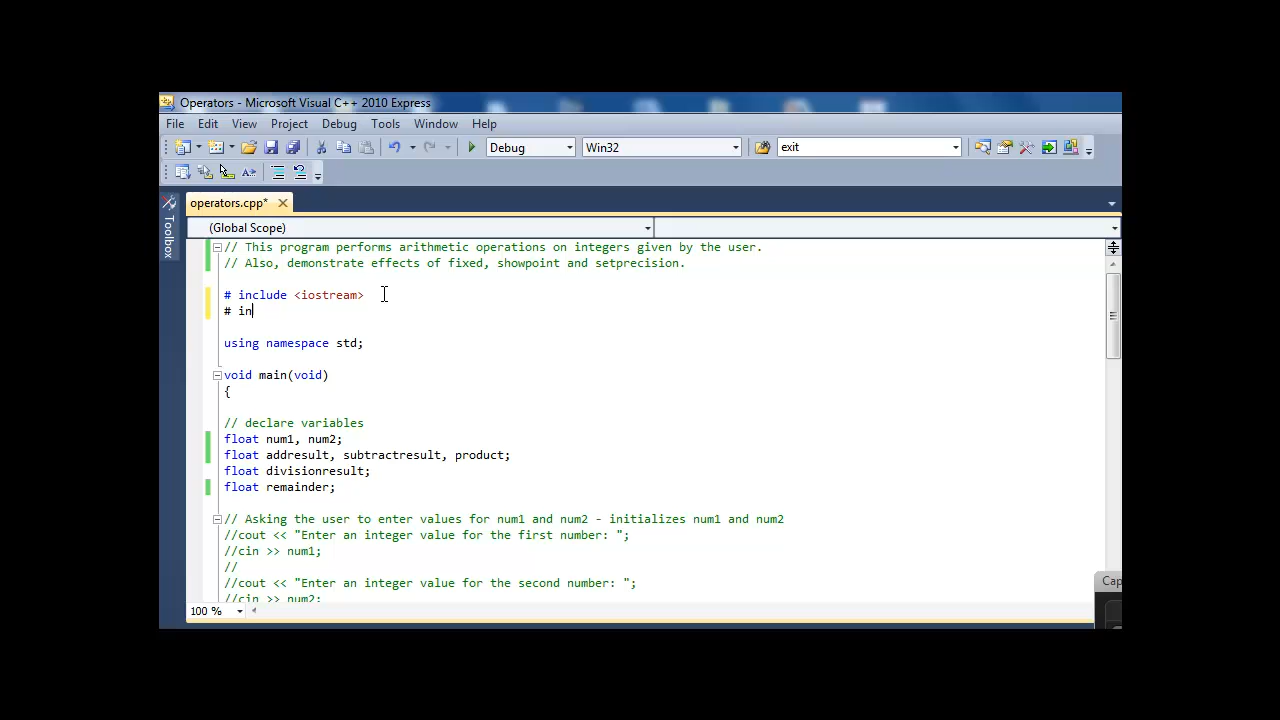 Operators - Microsoft Visual C++ 2010 Express
File Edit View Project Debug Tools Window Help
Debug Win32 exit
operators.cpp*
Toolbox
(Global Scope)
// This program performs arithmetic operations on integers given by the user.
// Also, demonstrate effects of fixed, showpoint and setprecision.
# include <iostream>
# in
using namespace std;
void main(void)
{
// declare variables
float num1, num2;
float addresult, subtractresult, product;
float divisionresult;
float remainder;
// Asking the user to enter values for num1 and num2 - initializes num1 and num2
//cout << "Enter an integer value for the first number: ";
//cin >> num1;
//
//cout << "Enter an integer value for the second number: ";
//cin >> num2;
Cap
100 %